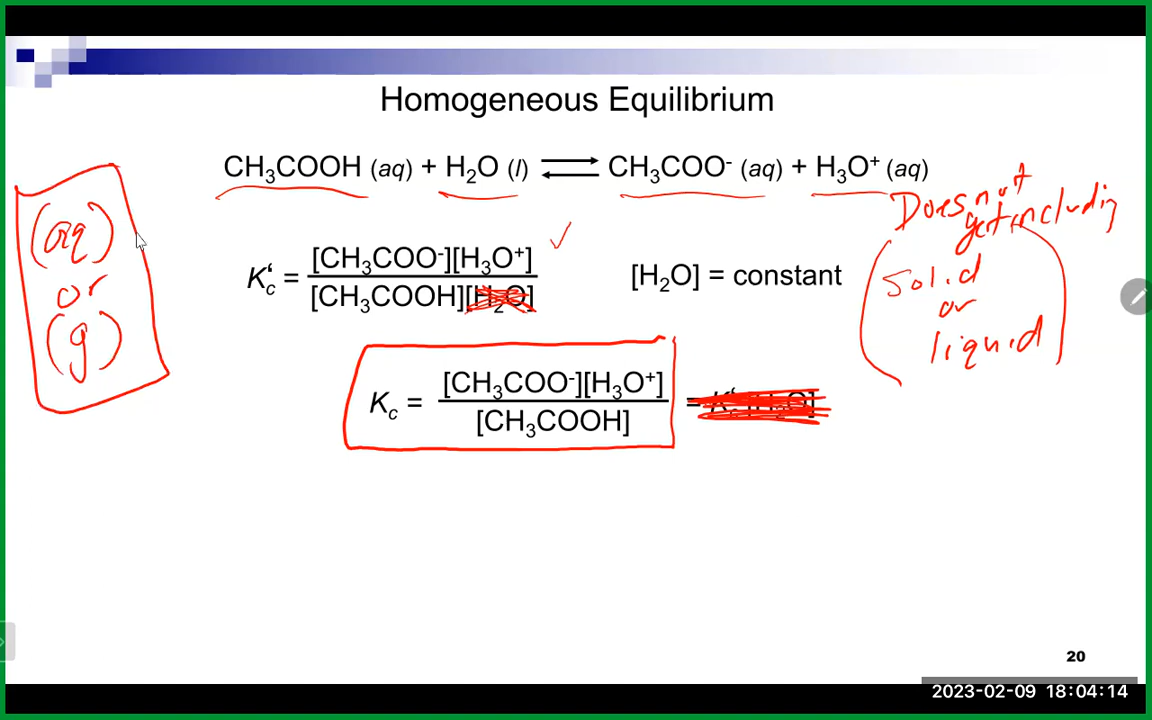 Homogeneous Equilibrium
CH₃COOH (aq) + H₂O (l) ⇌ CH₃COO⁻ (aq) + H₃O⁺ (aq)
(aq)
or
(g)
Does not
get including
solid
or
liquid
K꜀‘ = [CH₃COO⁻][H₃O⁺] / [CH₃COOH][H₂O] ✓
[H₂O] = constant
K꜀ = [CH₃COO⁻][H₃O⁺] / [CH₃COOH] = K꜀‘ [H₂O]
20
2023-02-09 18:04:14